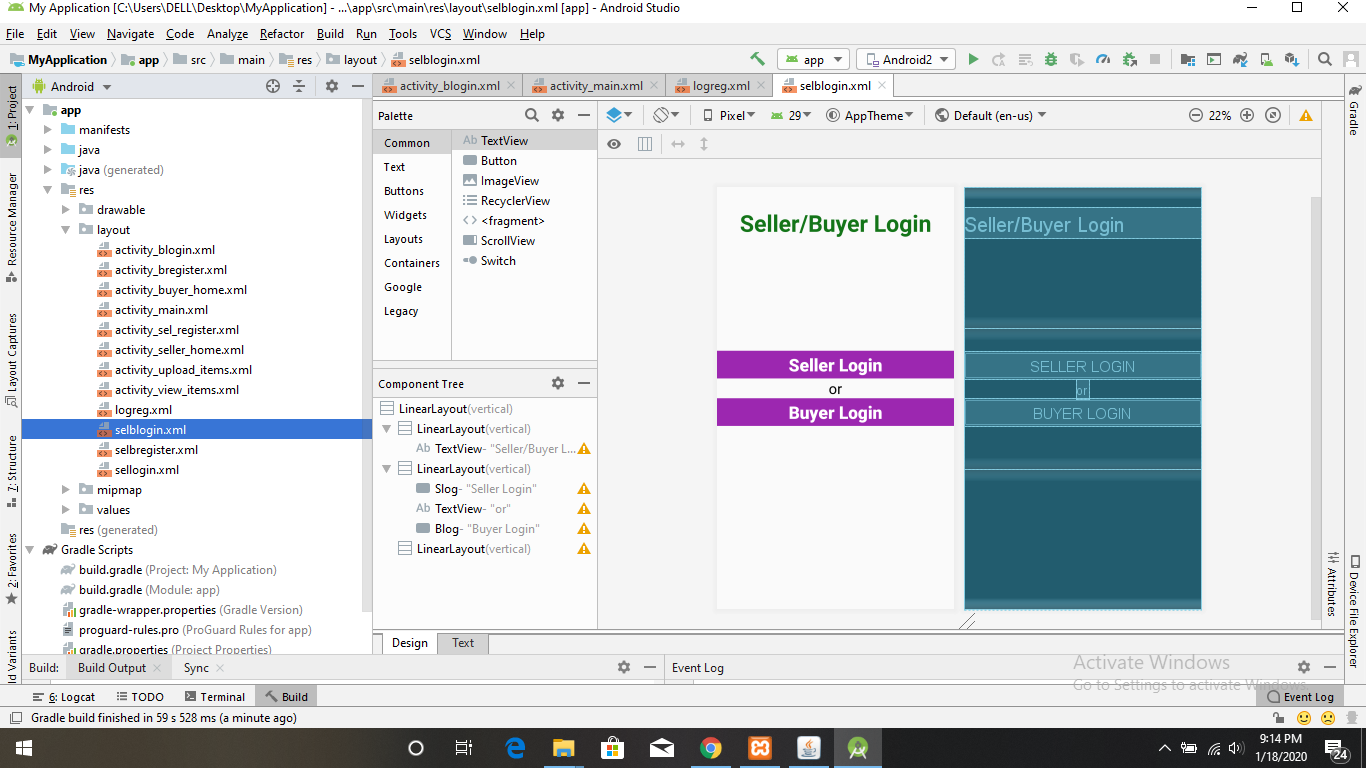 My Application [C:\Users\DELL\Desktop\MyApplication] - ...\app\src\main\res\layout\selblogin.xml [app] - Android Studio
File Edit View Navigate Code Analyze Refactor Build Run Tools VCS Window Help
MyApplication app src main res layout selblogin.xml
app Android2
Android
activity_blogin.xml activity_main.xml logreg.xml selblogin.xml
1: Project
Resource Manager
Layout Captures
7: Structure
2: Favorites
ld Variants
app
manifests
java
java (generated)
res
drawable
layout
activity_blogin.xml
activity_bregister.xml
activity_buyer_home.xml
activity_main.xml
activity_sel_register.xml
activity_seller_home.xml
activity_upload_items.xml
activity_view_items.xml
logreg.xml
selblogin.xml
selbregister.xml
sellogin.xml
mipmap
values
res (generated)
Gradle Scripts
build.gradle (Project: My Application)
build.gradle (Module: app)
gradle-wrapper.properties (Gradle Version)
proguard-rules.pro (ProGuard Rules for app)
gradle.properties (Project Properties)
Palette
Common
Text
Buttons
Widgets
Layouts
Containers
Google
Legacy
Ab TextView
Button
ImageView
RecyclerView
<fragment>
ScrollView
Switch
Component Tree
LinearLayout(vertical)
LinearLayout(vertical)
Ab TextView- "Seller/Buyer L...
LinearLayout(vertical)
Slog- "Seller Login"
Ab TextView- "or"
Blog- "Buyer Login"
LinearLayout(vertical)
Pixel 29 AppTheme Default (en-us) 22%
Seller/Buyer Login
Seller Login
or
Buyer Login
Seller/Buyer Login
SELLER LOGIN
or
BUYER LOGIN
Gradle
Attributes
Device File Explorer
Design Text
Build: Build Output Sync
Event Log
Activate Windows
Go to Settings to activate Windows.
6: Logcat TODO Terminal Build
Event Log
Gradle build finished in 59 s 528 ms (a minute ago)
9:14 PM
1/18/2020
24